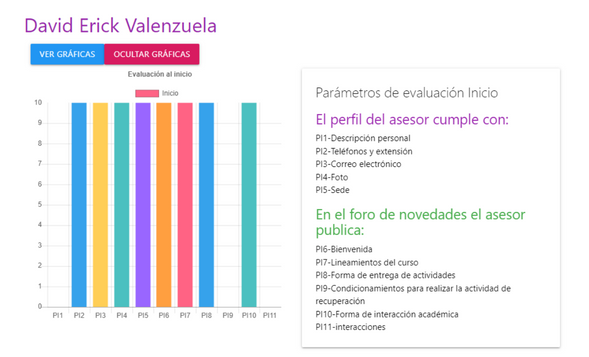 David Erick Valenzuela
VER GRÁFICAS
OCULTAR GRÁFICAS
Evaluación al inicio
Inicio
10
9
8
7
6
5
4
3
2
1
0
PI1 PI2 PI3 PI4 PI5 PI6 PI7 PI8 PI9 PI10 PI11
Parámetros de evaluación Inicio
El perfil del asesor cumple con:
PI1-Descripción personal
PI2-Teléfonos y extensión
PI3-Correo electrónico
PI4-Foto
PI5-Sede
En el foro de novedades el asesor
publica:
PI6-Bienvenida
PI7-Lineamientos del curso
PI8-Forma de entrega de actividades
PI9-Condicionamientos para realizar la actividad de
recuperación
PI10-Forma de interacción académica
PI11-interacciones